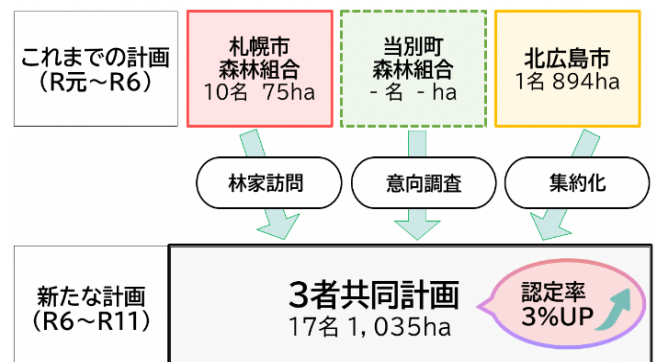 これまでの計画
（R元～R6）
札幌市
森林組合
10名 75ha
当別町
森林組合
-名 -ha
北広島市
1名 894ha
林家訪問
意向調査
集約化
新たな計画
（R6～R11）
3者共同計画
17名 1,035ha
認定率
3%UP